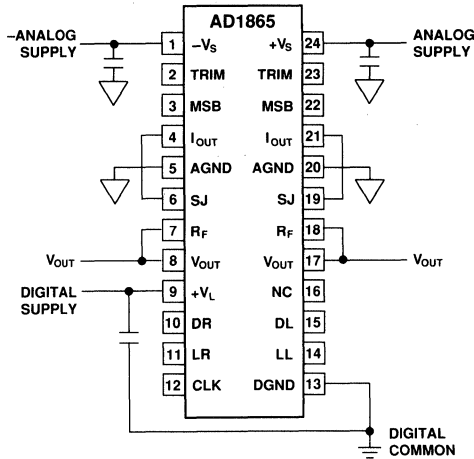 AD1865
–ANALOG SUPPLY 1 –VS +VS 24 ANALOG SUPPLY
2 TRIM TRIM 23
3 MSB MSB 22
4 IOUT IOUT 21
5 AGND AGND 20
6 SJ SJ 19
7 RF RF 18
VOUT 8 VOUT VOUT 17 VOUT
DIGITAL SUPPLY 9 +VL NC 16
10 DR DL 15
11 LR LL 14
12 CLK DGND 13
DIGITAL
COMMON